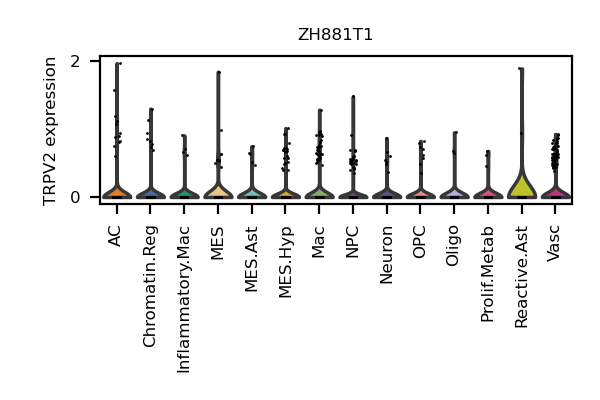 ZH881T1
TRPV2 expression
2
0
AC
Chromatin.Reg
Inflammatory.Mac
MES
MES.Ast
MES.Hyp
Mac
NPC
Neuron
OPC
Oligo
Prolif.Metab
Reactive.Ast
Vasc